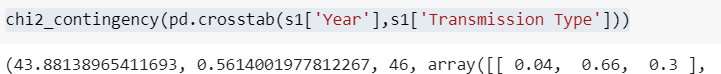 chi2_contingency(pd.crosstab(s1['Year'],s1['Transmission Type']))
(43.88138965411693, 0.5614001977812267, 46, array([[ 0.04,  0.66,  0.3 ],